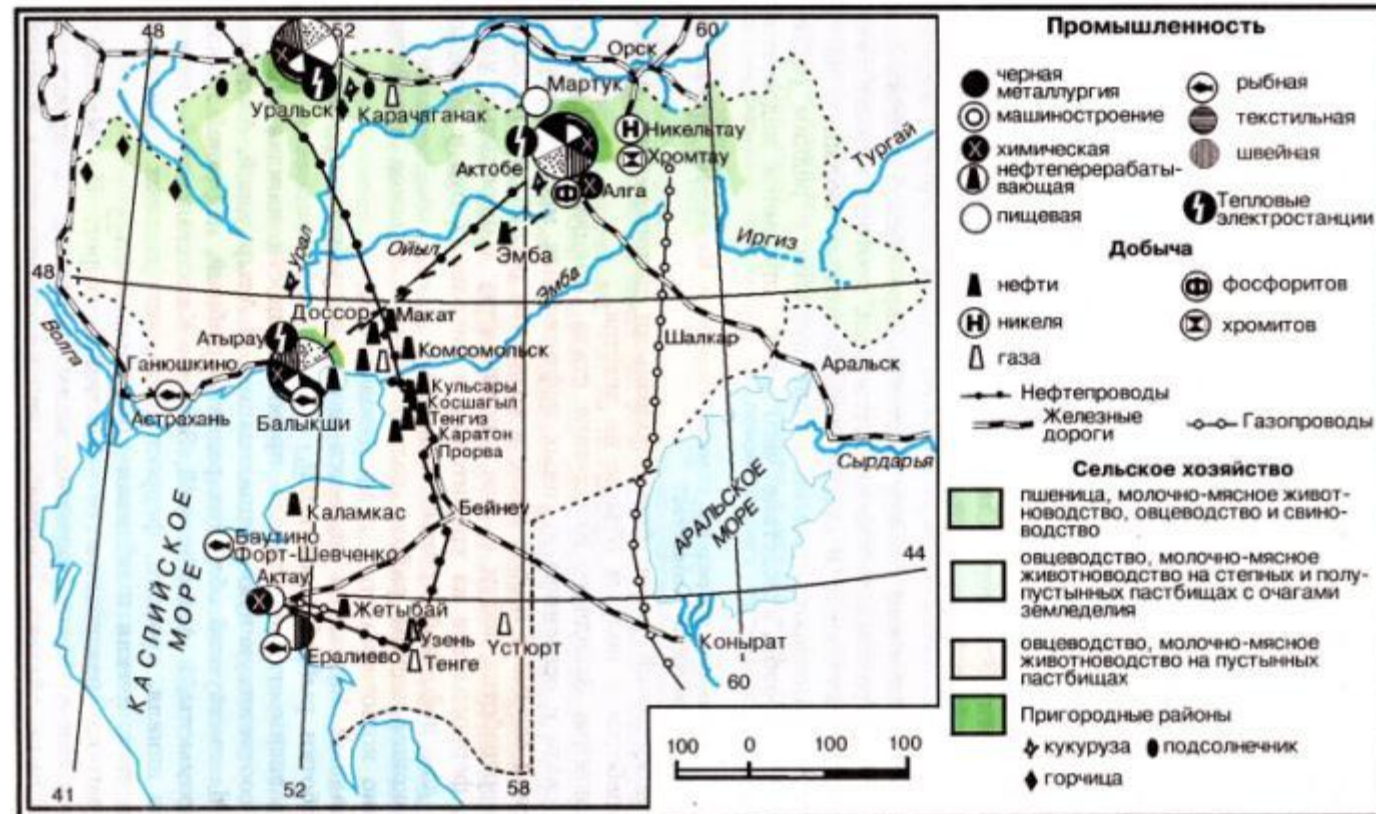 48
52
60
Орск
Мартук
Уральск
Карачаганак
Никельтау
Хромтау
Тургай
Актобе
Алга
Иргиз
Урал
Ойыл
Эмба
Эмба
48
Волга
Доссор
Макат
Атырау
Комсомольск
Шалкар
Аральск
Ганюшкино
Кульсары
Косшагыл
Астрахань
Балыкши
Тенгиз
Каратон
Прорва
Сырдарья
АРАЛЬСКОЕ
МОРЕ
Каламкас
Бейнеу
Баутино
Форт-Шевченко
44
КАСПИЙСКОЕ
МОРЕ
Актау
Жетыбай
Узень
Үстюрт
Конырат
Ералиево
Тенге
60
41
52
58
100 0 100 100
Промышленность
черная
металлургия
машиностроение
химическая
нефтеперерабаты-
вающая
пищевая
рыбная
текстильная
швейная
Тепловые
электростанции
Добыча
нефти
никеля
Н
газа
фосфоритов
хромитов
Нефтепроводы
Железные
дороги
Газопроводы
Сельское хозяйство
пшеница, молочно-мясное живот-
новодство, овцеводство и свино-
водство
овцеводство, молочно-мясное
животноводство на степных и полу-
пустынных пастбищах с очагами
земледелия
овцеводство, молочно-мясное
животноводство на пустынных
пастбищах
Пригородные районы
кукуруза
подсолнечник
горчица